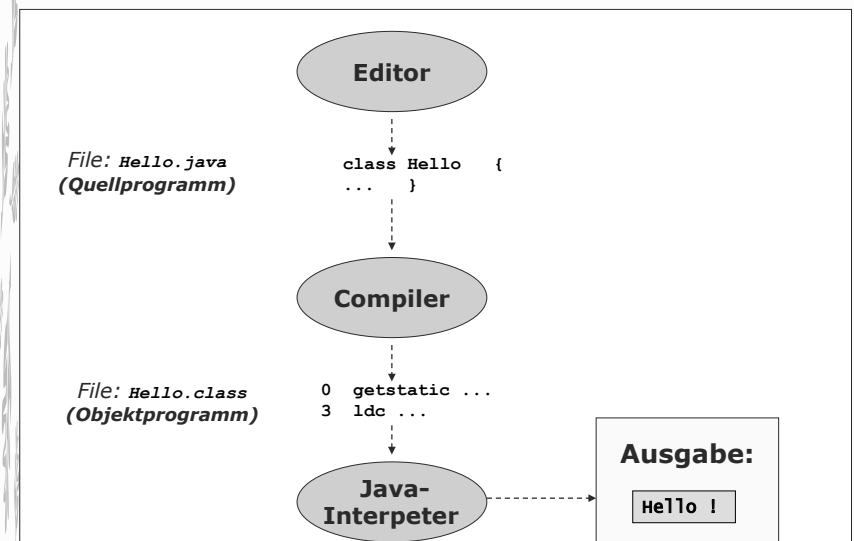 Editor
File: Hello.java
(Quellprogramm)
class Hello {
... }
Compiler
File: Hello.class
(Objektprogramm)
0 getstatic ...
3 ldc ...
Java-
Interpeter
Ausgabe:
Hello !